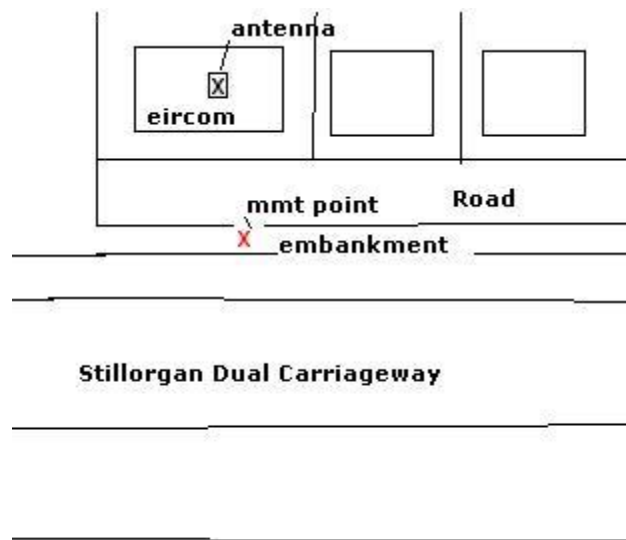 antenna
X
eircom
mmt point
Road
X
embankment
Stillorgan Dual Carriageway